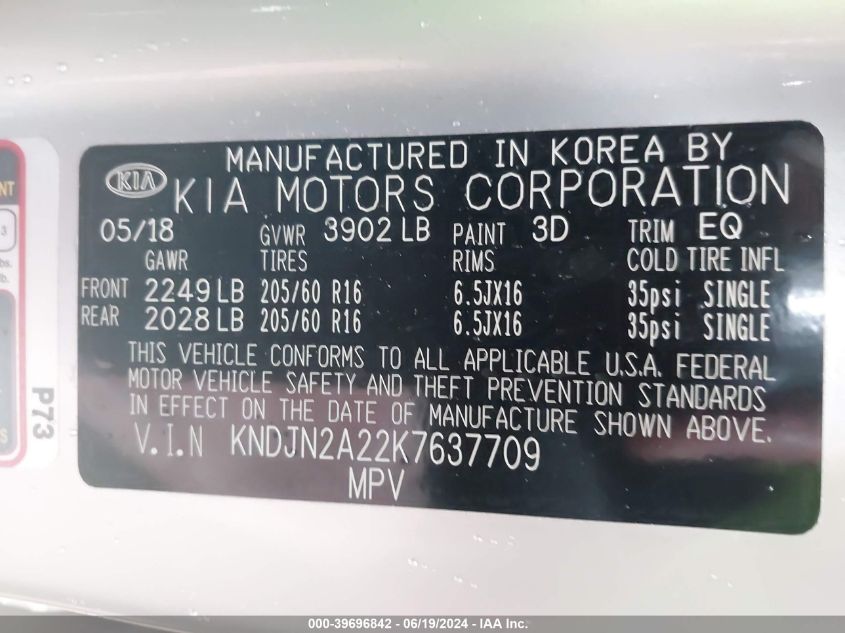 MANUFACTURED IN KOREA BY
KIA KIA MOTORS CORPORATION
05/18 GVWR 3902 LB PAINT 3D TRIM EQ
GAWR TIRES RIMS COLD TIRE INFL
FRONT 2249 LB 205/60 R16 6.5JX16 35psi SINGLE
REAR 2028 LB 205/60 R16 6.5JX16 35psi SINGLE
THIS VEHICLE CONFORMS TO ALL APPLICABLE U.S.A. FEDERAL
MOTOR VEHICLE SAFETY AND THEFT PREVENTION STANDARDS
IN EFFECT ON THE DATE OF MANUFACTURE SHOWN ABOVE.
V.I.N KNDJN2A22K7637709
MPV
P73
000-39696842 - 06/19/2024 - IAA Inc.